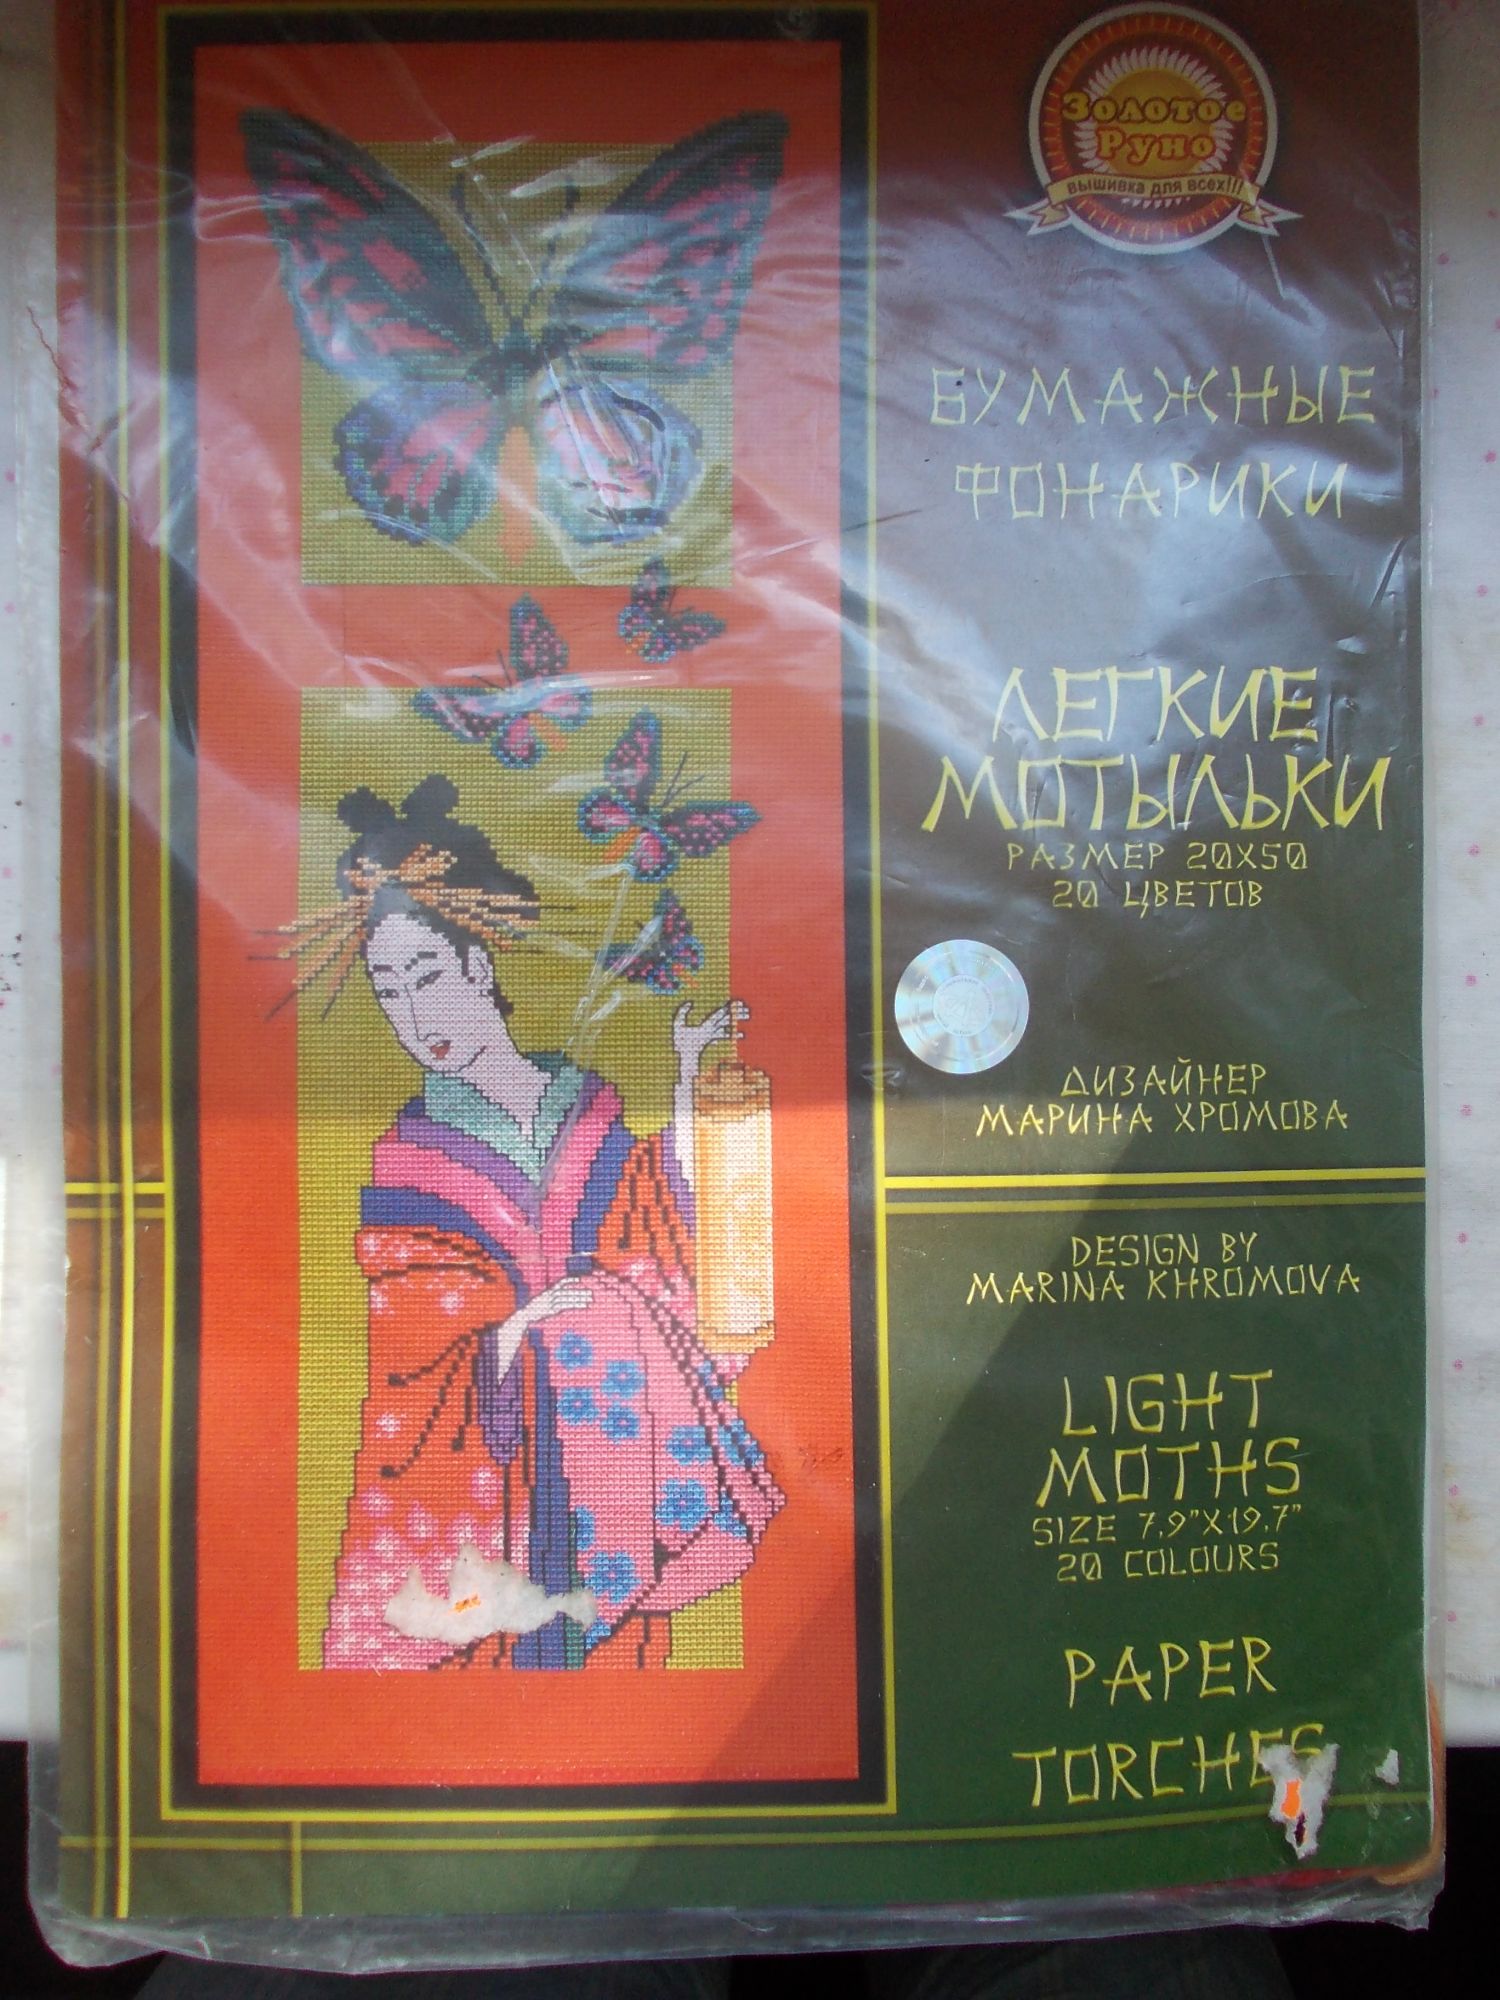 Золотое
Руно
вышивка для всех!!!
БУМАЖНЫЕ
ФОНАРИКИ
ЛЕГКИЕ
МОТЫЛЬКИ
РАЗМЕР 20X50
20 ЦВЕТОВ
ДИЗАЙНЕР
МАРИНА ХРОМОВА
DESIGN BY
MARINA KHROMOVA
LIGHT
MOTHS
SIZE 7,9"X19,7"
20 COLOURS
PAPER
TORCHES